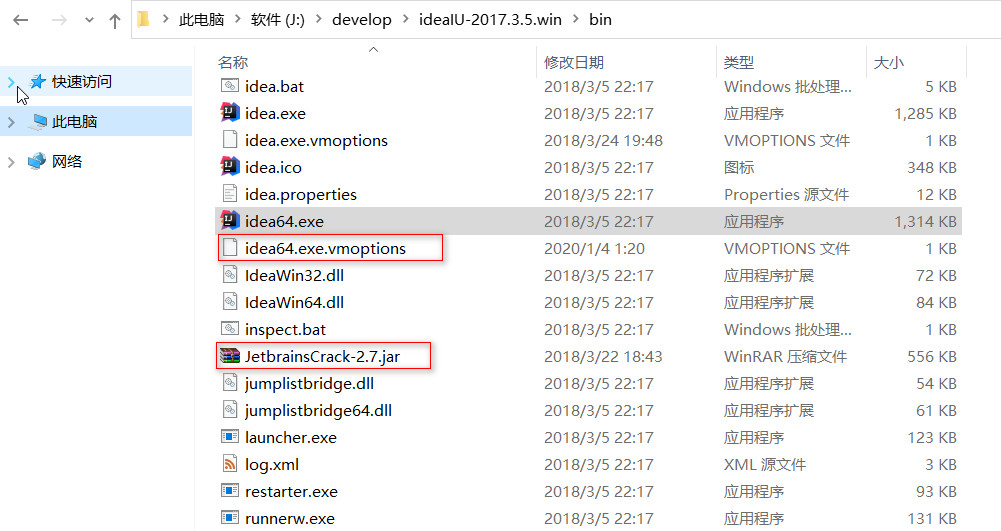 此电脑 › 软件 (J:) › develop › ideaIU-2017.3.5.win › bin
快速访问
此电脑
网络
名称 修改日期 类型 大小
idea.bat 2018/3/5 22:17 Windows 批处理... 5 KB
idea.exe 2018/3/5 22:17 应用程序 1,285 KB
idea.exe.vmoptions 2018/3/24 19:48 VMOPTIONS 文件 1 KB
idea.ico 2018/3/5 22:17 图标 348 KB
idea.properties 2018/3/5 22:17 Properties 源文件 12 KB
idea64.exe 2018/3/5 22:17 应用程序 1,314 KB
idea64.exe.vmoptions 2020/1/4 1:20 VMOPTIONS 文件 1 KB
IdeaWin32.dll 2018/3/5 22:17 应用程序扩展 72 KB
IdeaWin64.dll 2018/3/5 22:17 应用程序扩展 84 KB
inspect.bat 2018/3/5 22:17 Windows 批处理... 1 KB
JetbrainsCrack-2.7.jar 2018/3/22 18:43 WinRAR 压缩文件 556 KB
jumplistbridge.dll 2018/3/5 22:17 应用程序扩展 54 KB
jumplistbridge64.dll 2018/3/5 22:17 应用程序扩展 61 KB
launcher.exe 2018/3/5 22:17 应用程序 123 KB
log.xml 2018/3/5 22:17 XML 源文件 3 KB
restarter.exe 2018/3/5 22:17 应用程序 93 KB
runnerw.exe 2018/3/5 22:17 应用程序 131 KB